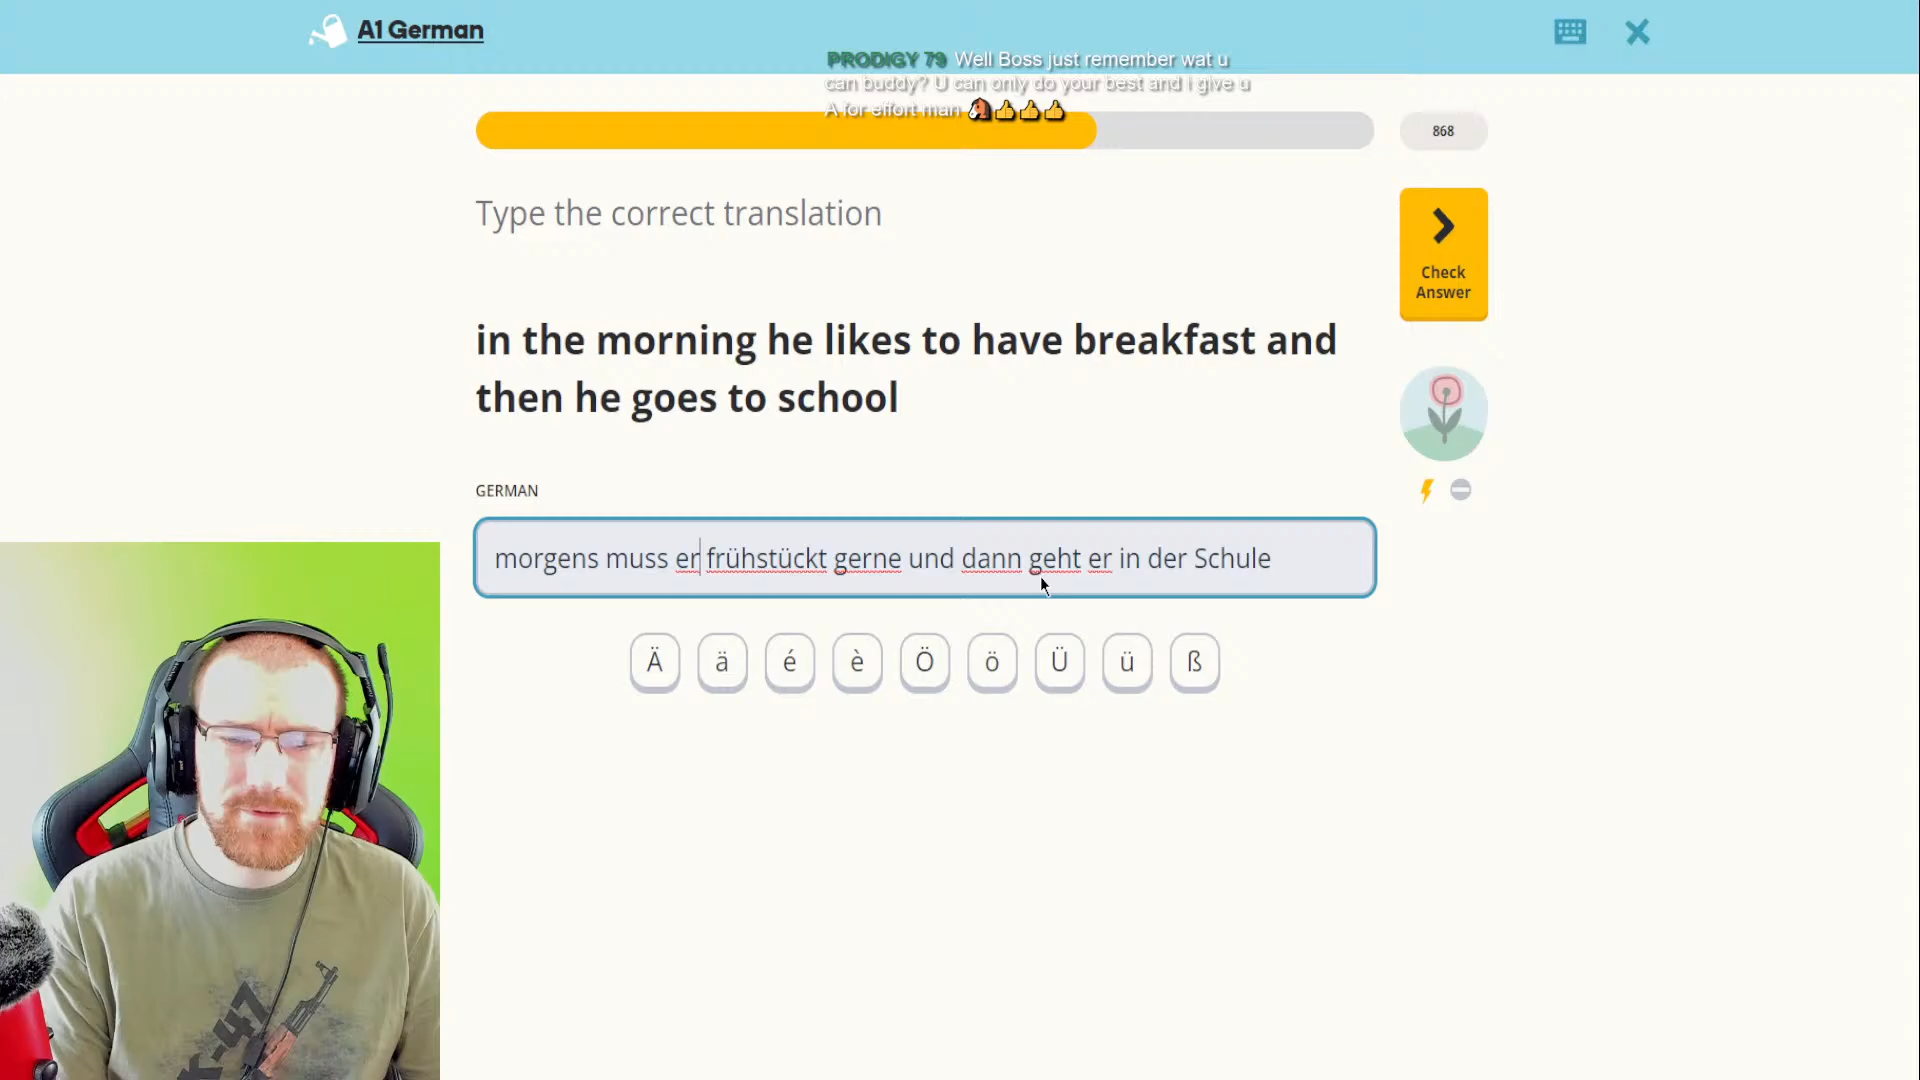 A1 German
PRODIGY 79 Well Boss just remember wat u
can buddy? U can only do your best and i give u
A for effort man
868
Type the correct translation
Check
Answer
in the morning he likes to have breakfast and
then he goes to school
GERMAN
morgens muss er frühstückt gerne und dann geht er in der Schule
Ä ä é è Ö ö Ü ü ß
K-47